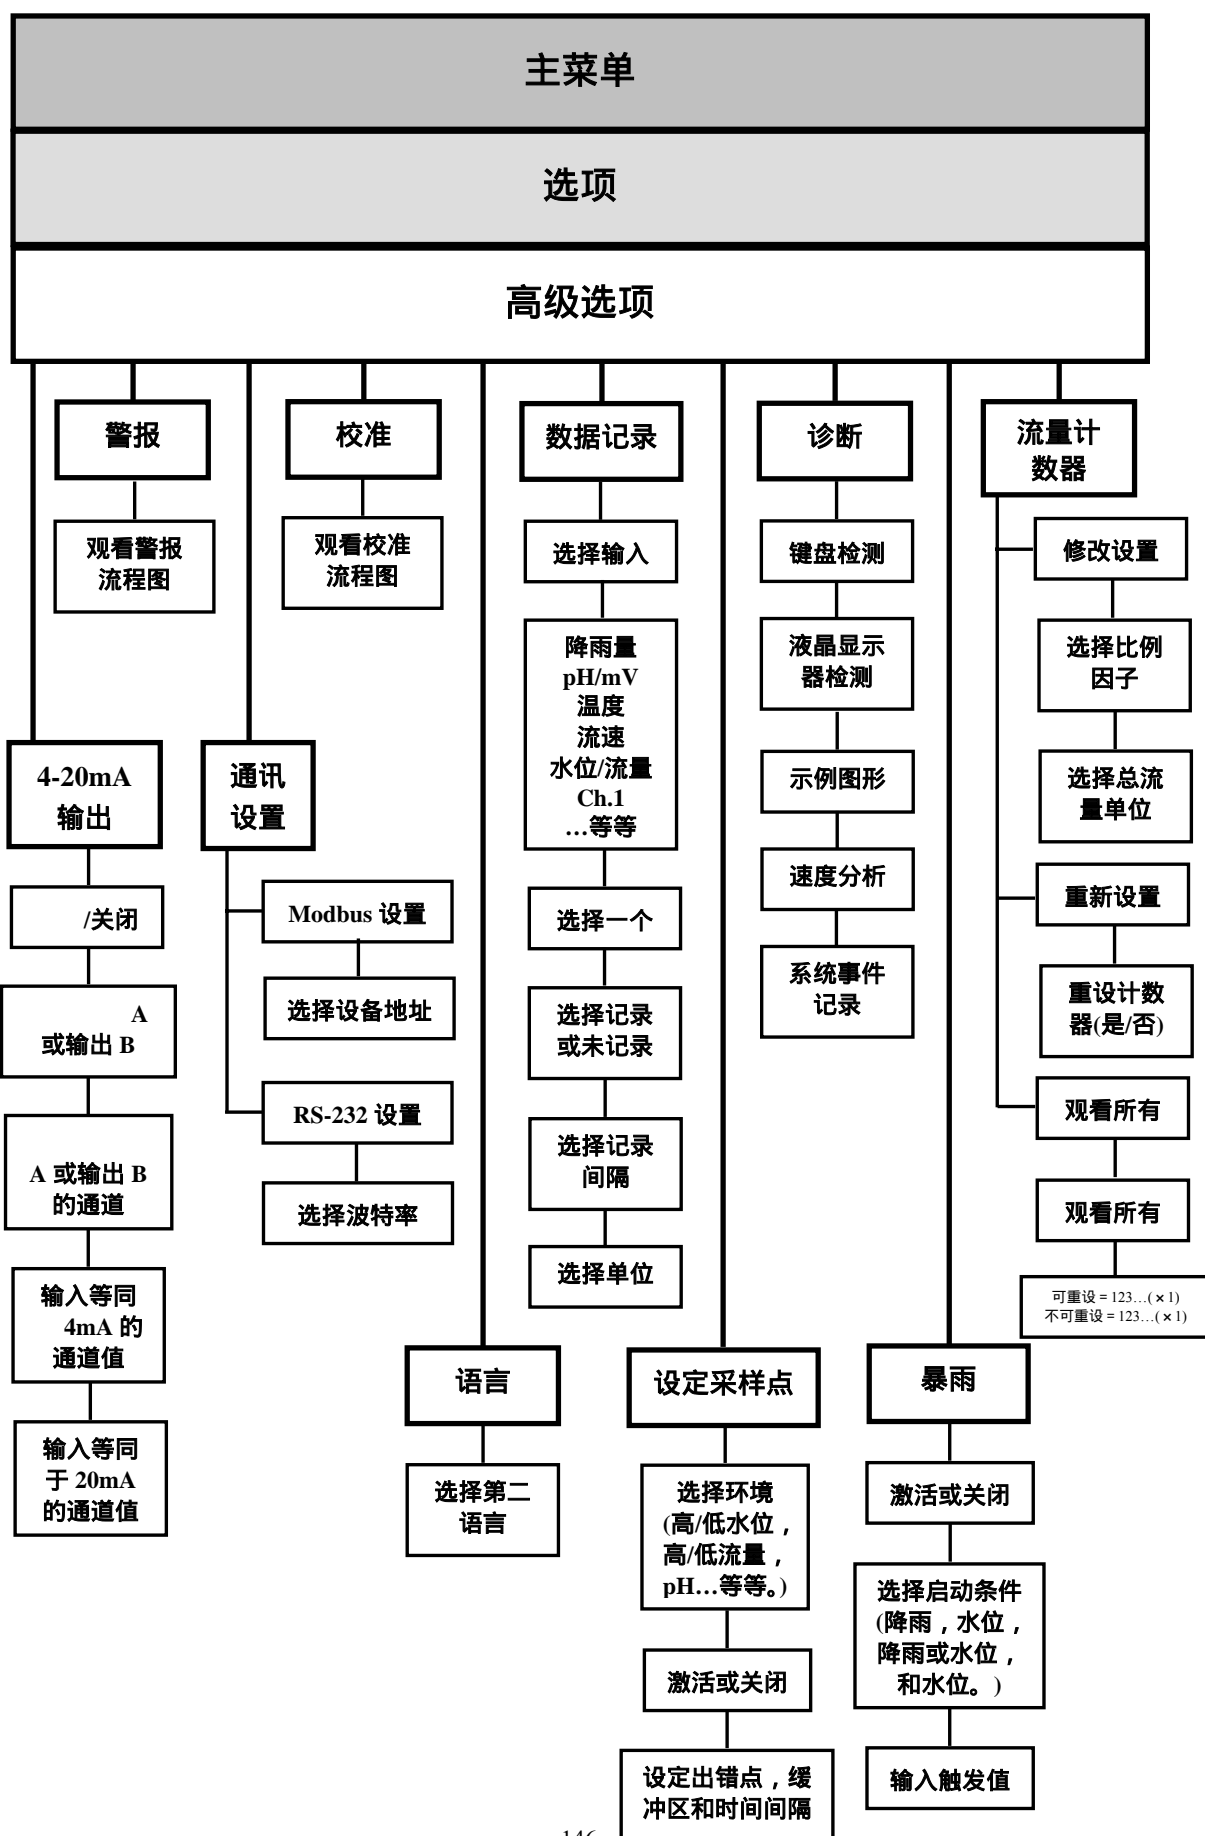 主菜单
选项
高级选项
警报
观看警报
流程图
校准
观看校准
流程图
数据记录
选择输入
降雨量
pH/mV
温度
流速
水位/流量
Ch.1
…等等
选择一个
选择记录
或未记录
选择记录
间隔
选择单位
诊断
键盘检测
液晶显示
器检测
示例图形
速度分析
系统事件
记录
流量计
数器
修改设置
选择比例
因子
选择总流
量单位
重新设置
重设计数
器(是/否)
观看所有
观看所有
可重设 = 123…( × 1)
不可重设 = 123…( × 1)
4-20mA
输出
/关闭
A
或输出 B
A 或输出 B
的通道
输入等同
4mA 的
通道值
输入等同
于 20mA
的通道值
通讯
设置
Modbus 设置
选择设备地址
RS-232 设置
选择波特率
语言
选择第二
语言
设定采样点
选择环境
(高/低水位，
高/低流量，
pH…等等。)
激活或关闭
设定出错点，缓
冲区和时间间隔
暴雨
激活或关闭
选择启动条件
(降雨，水位，
降雨或水位，
和水位。)
输入触发值
146